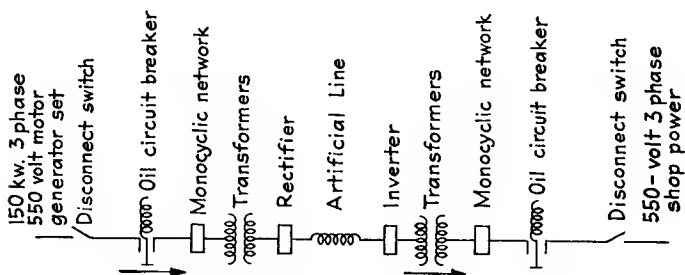 150 kw. 3 phase
550 volt motor
generator set
Disconnect switch
Oil circuit breaker
Monocyclic network
Transformers
Rectifier
Artificial Line
Inverter
Transformers
Monocyclic network
Oil circuit breaker
Disconnect switch
550-volt 3 phase
shop power